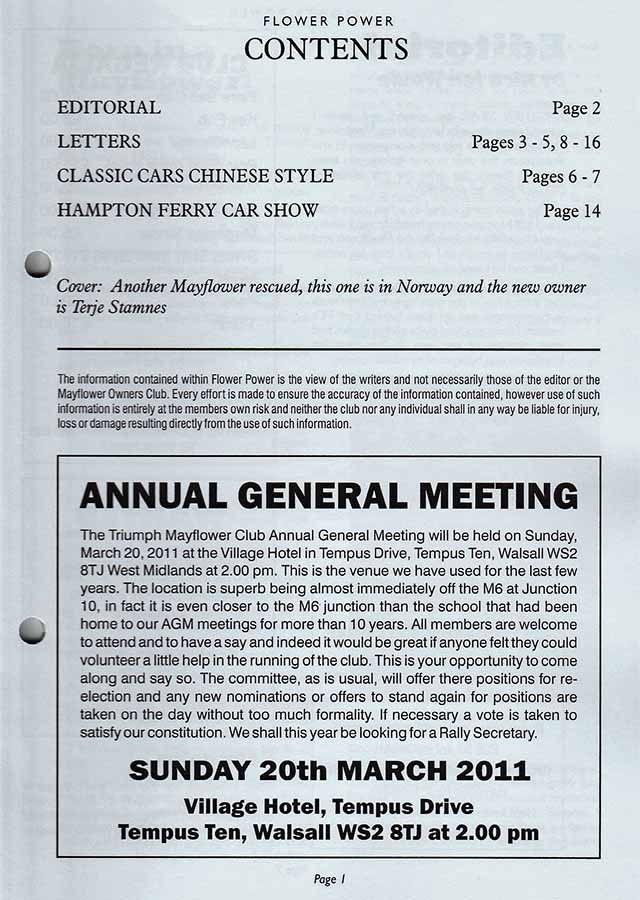 FLOWER POWER
CONTENTS
EDITORIAL Page 2
LETTERS Pages 3 - 5, 8 - 16
CLASSIC CARS CHINESE STYLE Pages 6 - 7
HAMPTON FERRY CAR SHOW Page 14
Cover: Another Mayflower rescued, this one is in Norway and the new owner
is Terje Stamnes
The information contained within Flower Power is the view of the writers and not necessarily those of the editor or the
Mayflower Owners Club. Every effort is made to ensure the accuracy of the information contained, however use of such
information is entirely at the members own risk and neither the club nor any individual shall in any way be liable for injury,
loss or damage resulting directly from the use of such information.
ANNUAL GENERAL MEETING
The Triumph Mayflower Club Annual General Meeting will be held on Sunday,
March 20, 2011 at the Village Hotel in Tempus Drive, Tempus Ten, Walsall WS2
8TJ West Midlands at 2.00 pm. This is the venue we have used for the last few
years. The location is superb being almost immediately off the M6 at Junction
10, in fact it is even closer to the M6 junction than the school that had been
home to our AGM meetings for more than 10 years. All members are welcome
to attend and to have a say and indeed it would be great if anyone felt they could
volunteer a little help in the running of the club. This is your opportunity to come
along and say so. The committee, as is usual, will offer there positions for re-
election and any new nominations or offers to stand again for positions are
taken on the day without too much formality. If necessary a vote is taken to
satisfy our constitution. We shall this year be looking for a Rally Secretary.
SUNDAY 20th MARCH 2011
Village Hotel, Tempus Drive
Tempus Ten, Walsall WS2 8TJ at 2.00 pm
Page 1